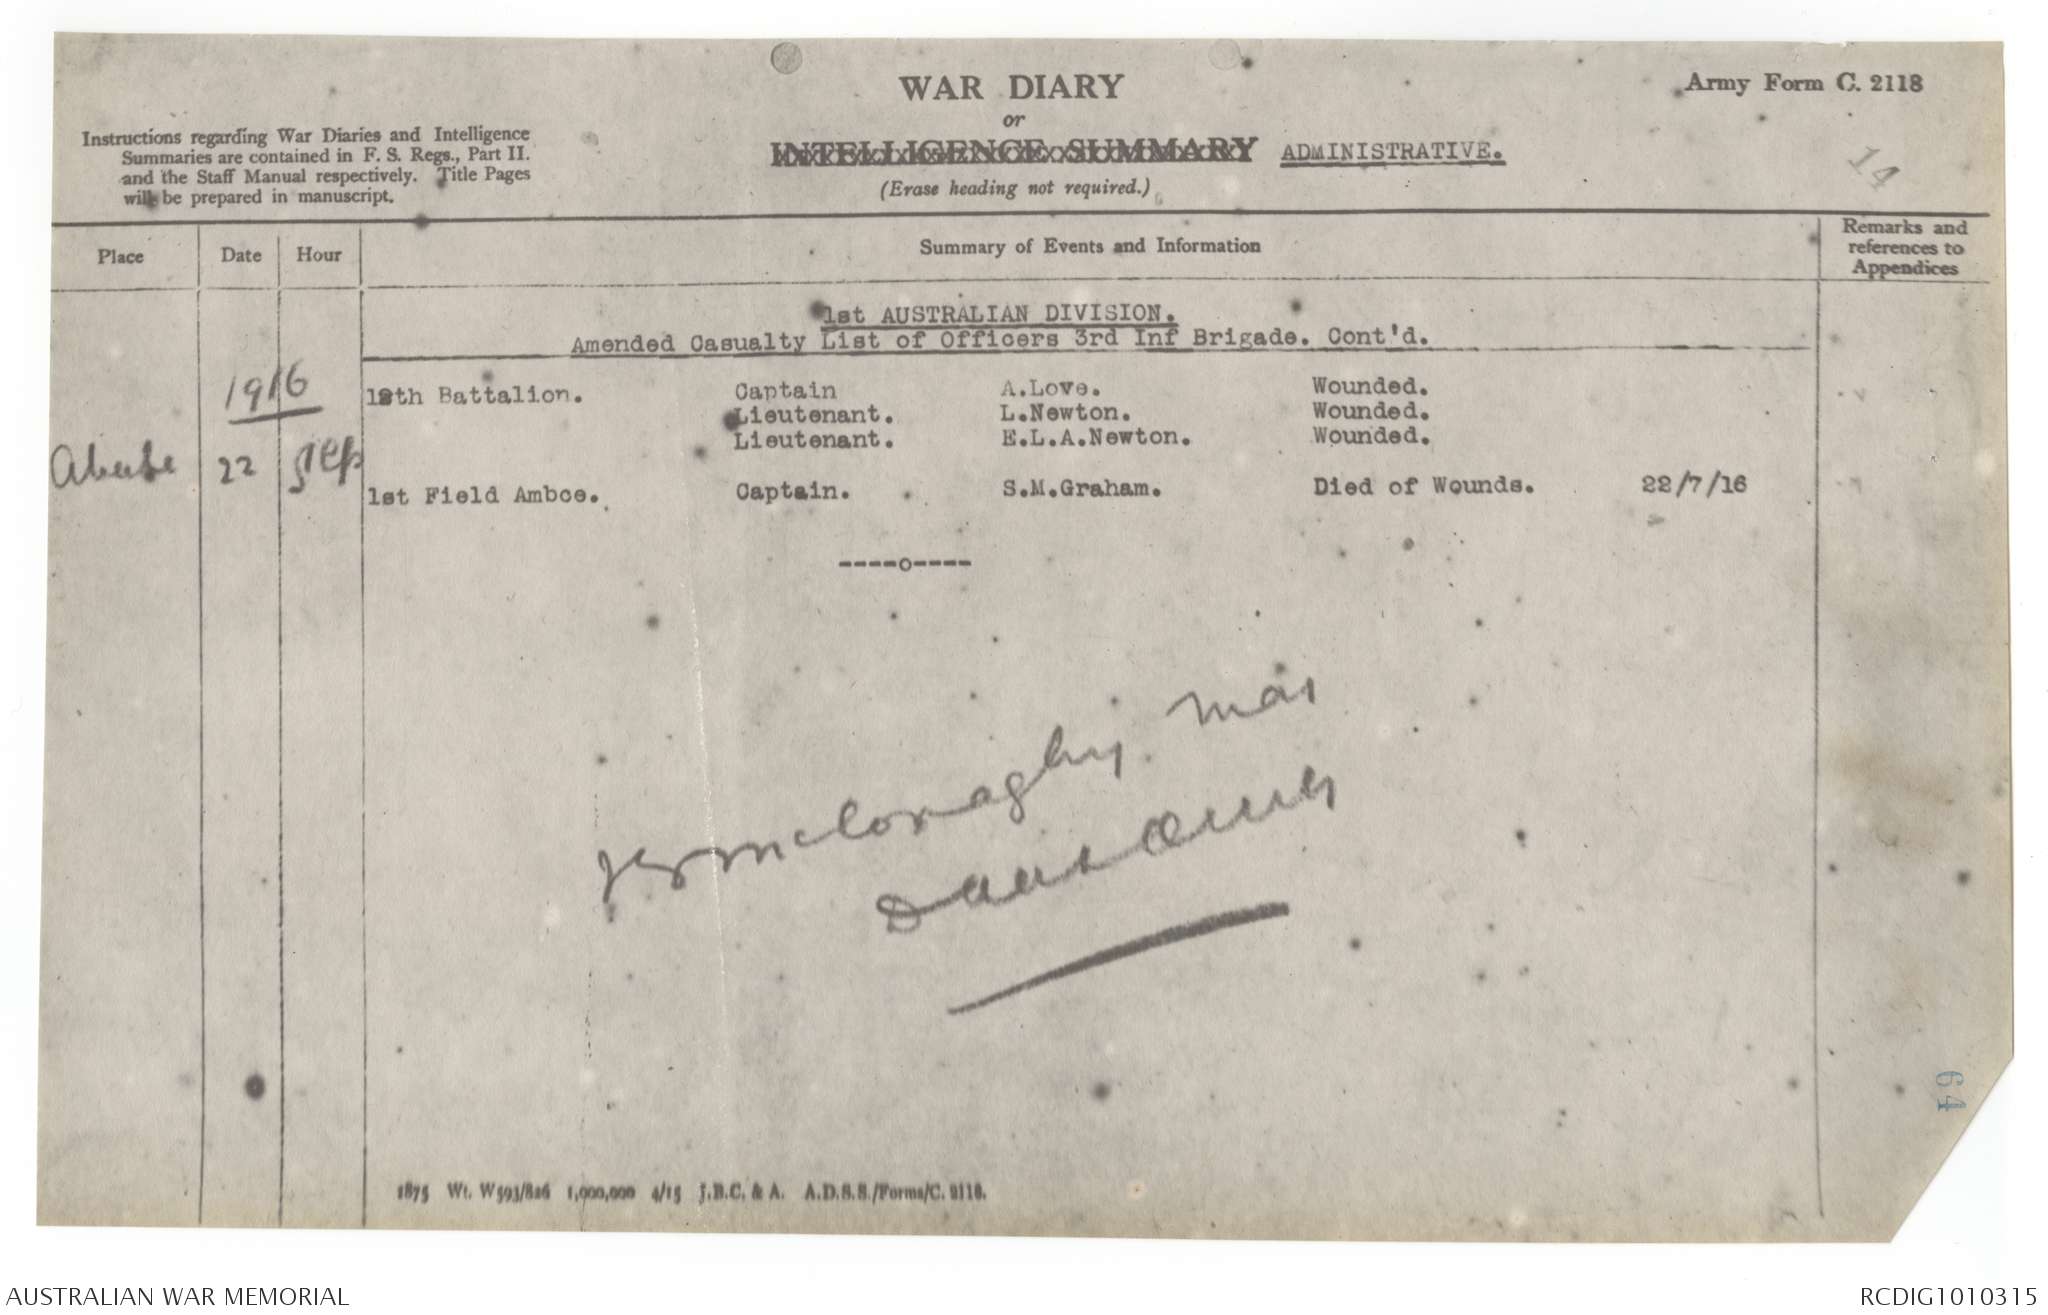 WAR DIARY
Army Form C. 2118
or
INTELLIGENCE SUMMARY ADMINISTRATIVE.
(Erase heading not required.)
14
Instructions regarding War Diaries and Intelligence
Summaries are contained in F. S. Regs., Part II.
and the Staff Manual respectively. Title Pages
will be prepared in manuscript.
Place Date Hour Summary of Events and Information Remarks and
references to
Appendices
1st AUSTRALIAN DIVISION.
Amended Casualty List of Officers 3rd Inf Brigade. Cont'd.
1916
12th Battalion. Captain A.Love. Wounded.
Lieutenant. L.Newton. Wounded.
Lieutenant. E.L.A.Newton. Wounded.
22 Sep
1st Field Ambce. Captain. S.M.Graham. Died of Wounds. 22/7/16
----o----
Maj
64
1875 Wt. W593/826 1,000,000 4/15 J.B.C. & A. A.D.S.S./Forms/C. 2118.
AUSTRALIAN WAR MEMORIAL
RCDIG1010315